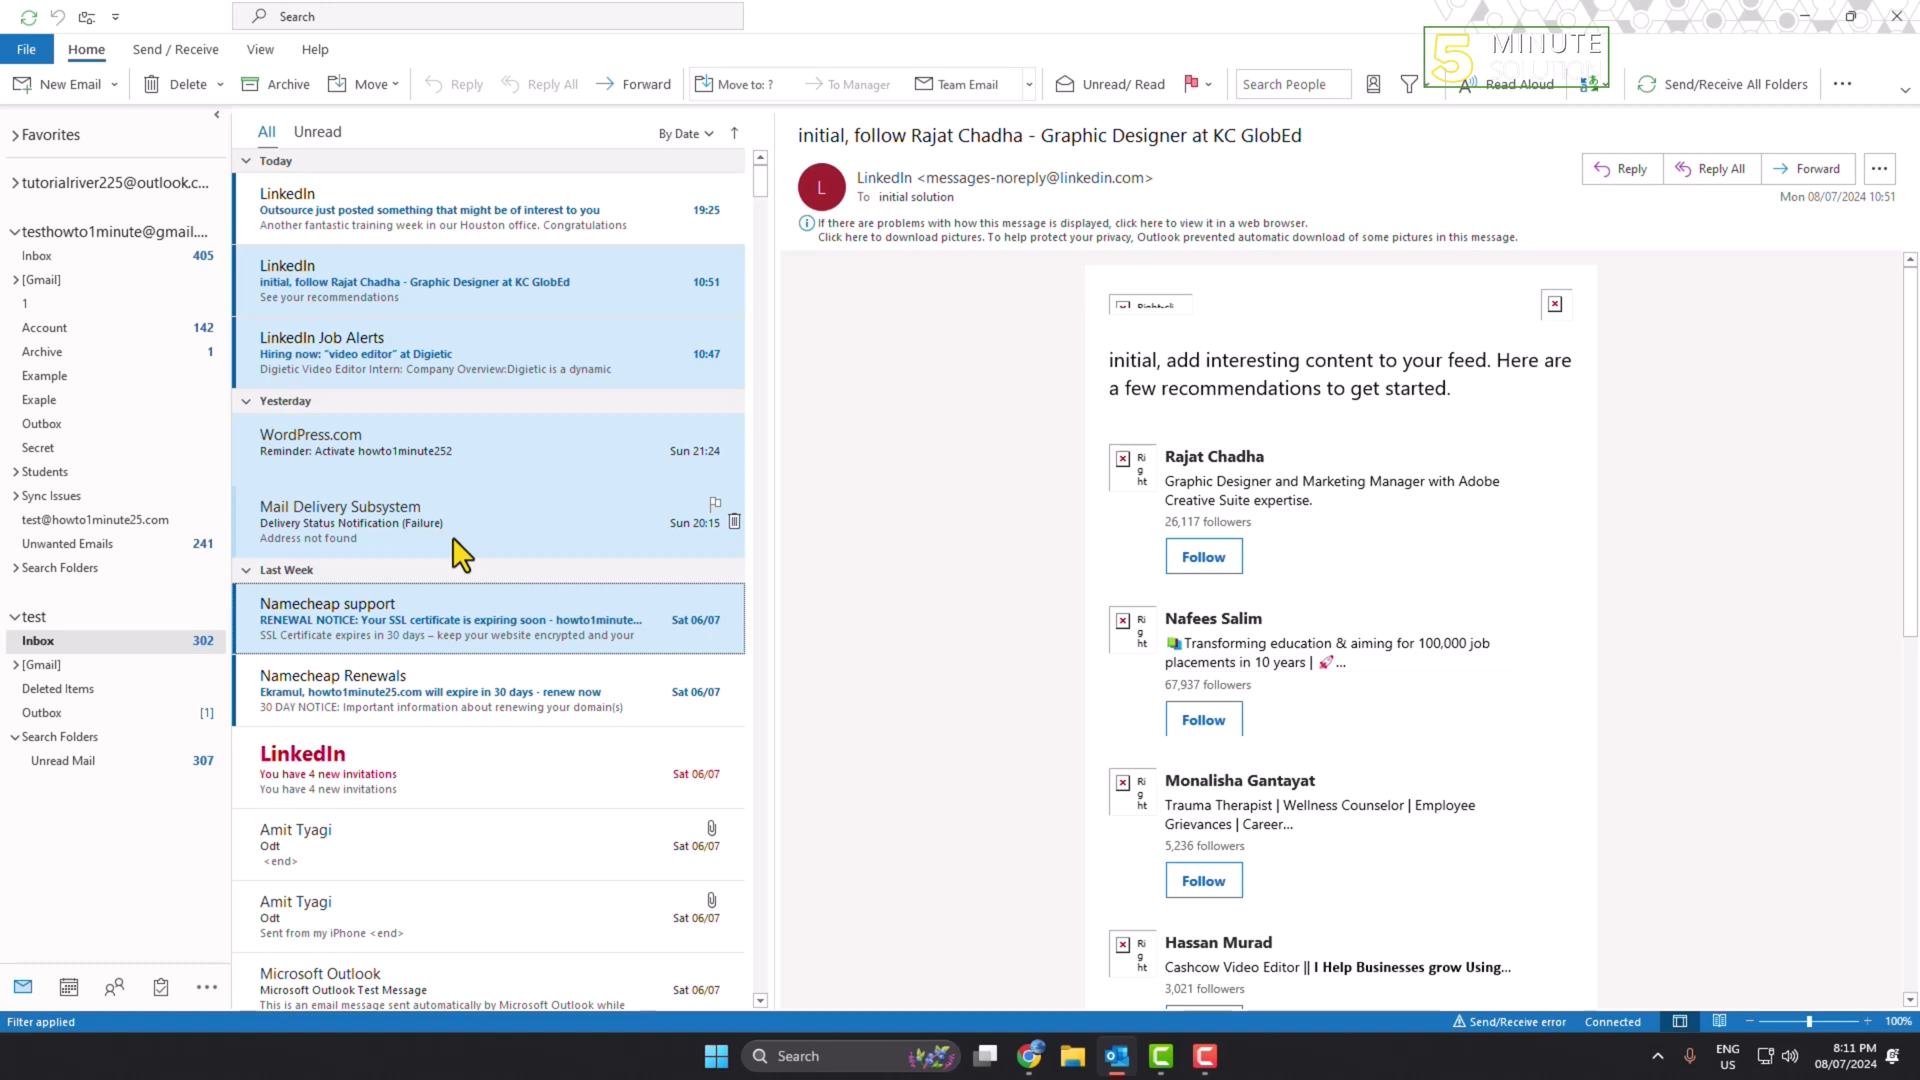 Search
5 MINUTE
SOLUTION
File
Home
Send / Receive
View
Help
New Email
Delete
Archive
Move
Reply
Reply All
Forward
Move to: ?
To Manager
Team Email
Unread/ Read
Search People
Read Aloud
Send/Receive All Folders
Favorites
tutorialriver225@outlook.c...
testhowto1minute@gmail....
Inbox 405
[Gmail]
1
Account 142
Archive 1
Example
Exaple
Outbox
Secret
Students
Sync Issues
test@howto1minute25.com
Unwanted Emails 241
Search Folders
test
Inbox 302
[Gmail]
Deleted Items
Outbox [1]
Search Folders
Unread Mail 307
All Unread By Date
Today
LinkedIn
Outsource just posted something that might be of interest to you 19:25
Another fantastic training week in our Houston office. Congratulations
LinkedIn
initial, follow Rajat Chadha - Graphic Designer at KC GlobEd 10:51
See your recommendations
LinkedIn Job Alerts
Hiring now: "video editor" at Digietic 10:47
Digietic Video Editor Intern: Company Overview:Digietic is a dynamic
Yesterday
WordPress.com
Reminder: Activate howto1minute252 Sun 21:24
Mail Delivery Subsystem
Delivery Status Notification (Failure) Sun 20:15
Address not found
Last Week
Namecheap support
RENEWAL NOTICE: Your SSL certificate is expiring soon - howto1minute... Sat 06/07
SSL Certificate expires in 30 days – keep your website encrypted and your
Namecheap Renewals
Ekramul, howto1minute25.com will expire in 30 days - renew now Sat 06/07
30 DAY NOTICE: Important information about renewing your domain(s)
LinkedIn
You have 4 new invitations Sat 06/07
You have 4 new invitations
Amit Tyagi
Odt Sat 06/07
<end>
Amit Tyagi
Odt Sat 06/07
Sent from my iPhone <end>
Microsoft Outlook
Microsoft Outlook Test Message Sat 06/07
This is an email message sent automatically by Microsoft Outlook while
initial, follow Rajat Chadha - Graphic Designer at KC GlobEd
L
LinkedIn <messages-noreply@linkedin.com>
To initial solution
Reply
Reply All
Forward
Mon 08/07/2024 10:51
If there are problems with how this message is displayed, click here to view it in a web browser.
Click here to download pictures. To help protect your privacy, Outlook prevented automatic download of some pictures in this message.
initial, add interesting content to your feed. Here are
a few recommendations to get started.
Ri
g
ht
Rajat Chadha
Graphic Designer and Marketing Manager with Adobe
Creative Suite expertise.
26,117 followers
Follow
Ri
g
ht
Nafees Salim
Transforming education & aiming for 100,000 job
placements in 10 years | 🚀...
67,937 followers
Follow
Ri
g
ht
Monalisha Gantayat
Trauma Therapist | Wellness Counselor | Employee
Grievances | Career...
5,236 followers
Follow
Ri
g
ht
Hassan Murad
Cashcow Video Editor || I Help Businesses grow Using...
3,021 followers
Filter applied
Send/Receive error
Connected
100%
Search
ENG
US
8:11 PM
08/07/2024